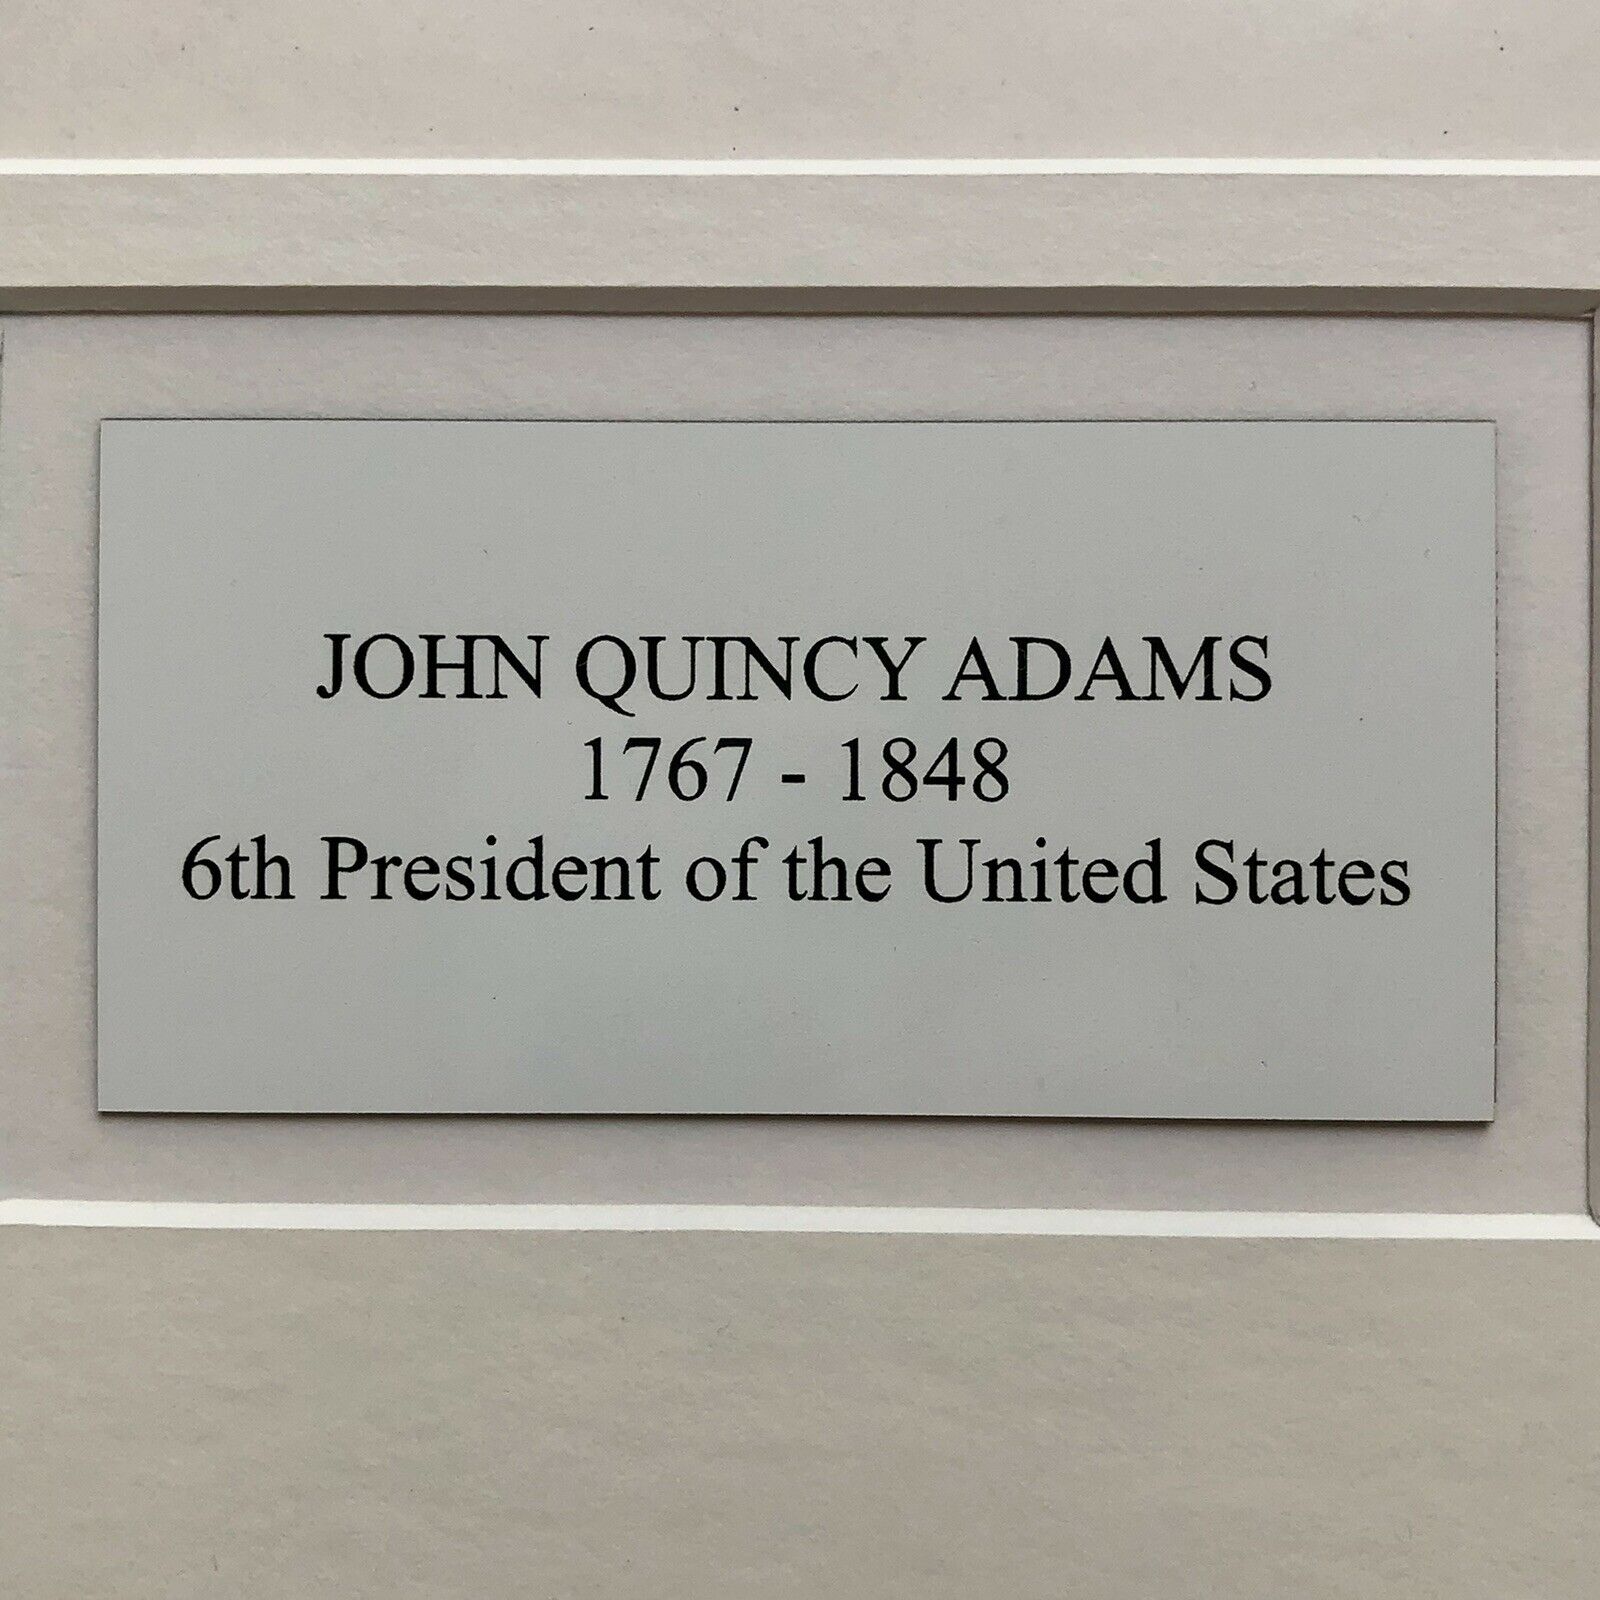 JOHN QUINCY ADAMS
1767 - 1848
6th President of the United States